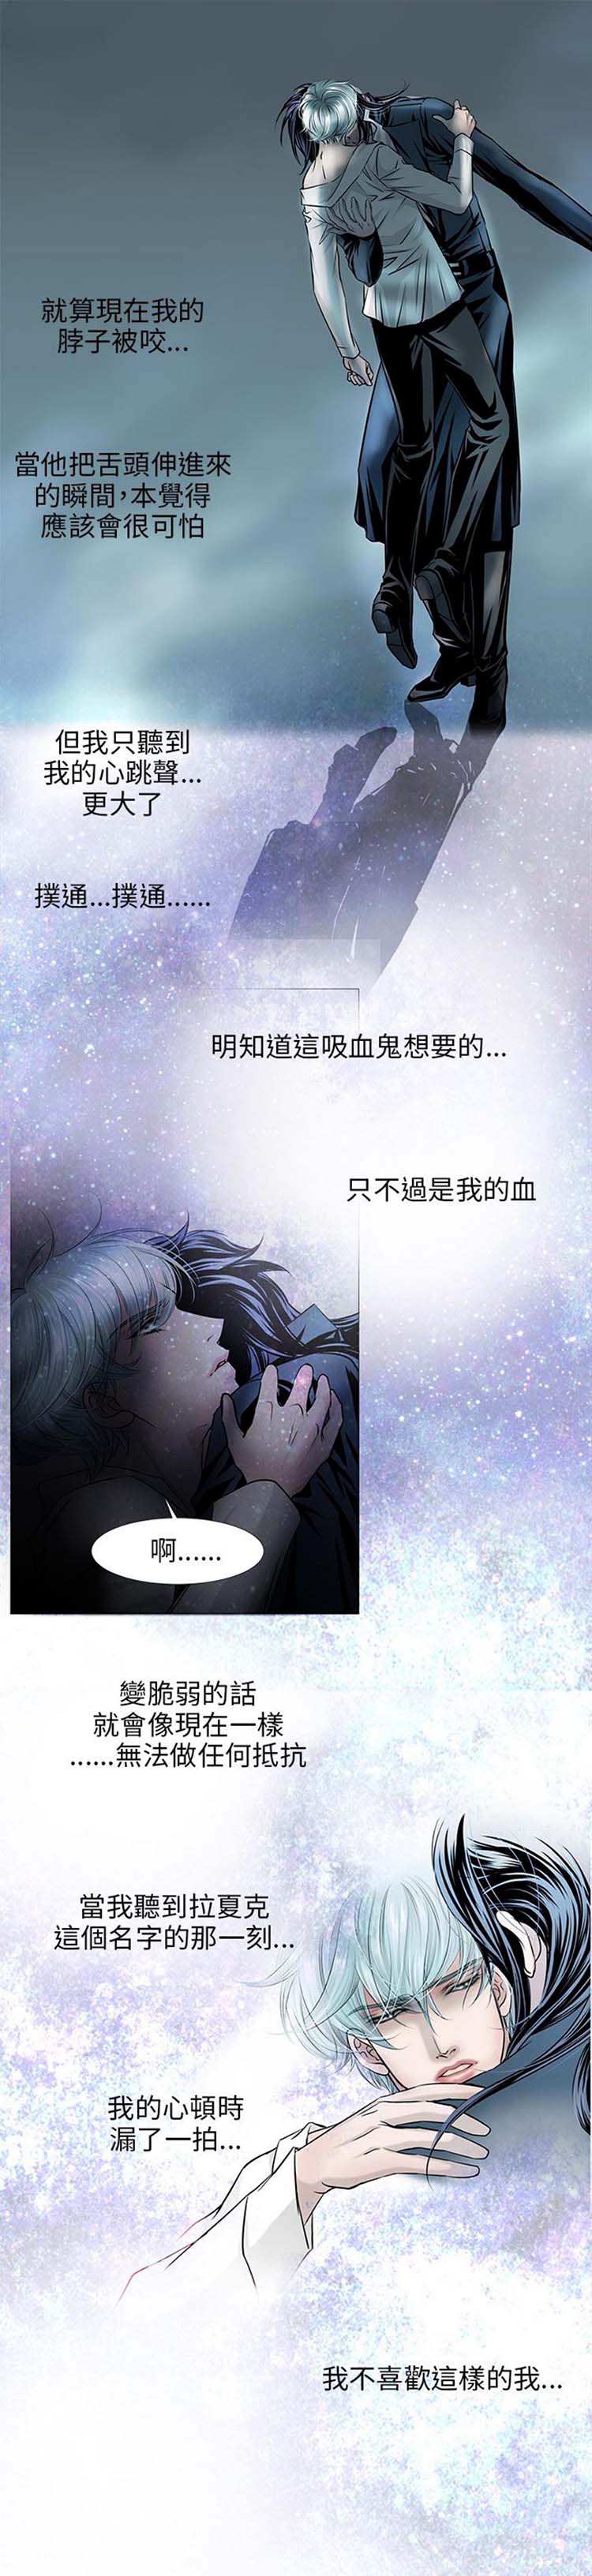 就算現在我的
脖子被咬...
當他把舌頭伸進來
的瞬間，本覺得
應該會很可怕
但我只聽到
我的心跳聲...
更大了
撲通...撲通......
明知道這吸血鬼想要的...
只不過是我的血
啊......
變脆弱的話
就會像現在一樣
......無法做任何抵抗
當我聽到拉夏克
這個名字的那一刻...
我的心頓時
漏了一拍...
我不喜歡這樣的我...